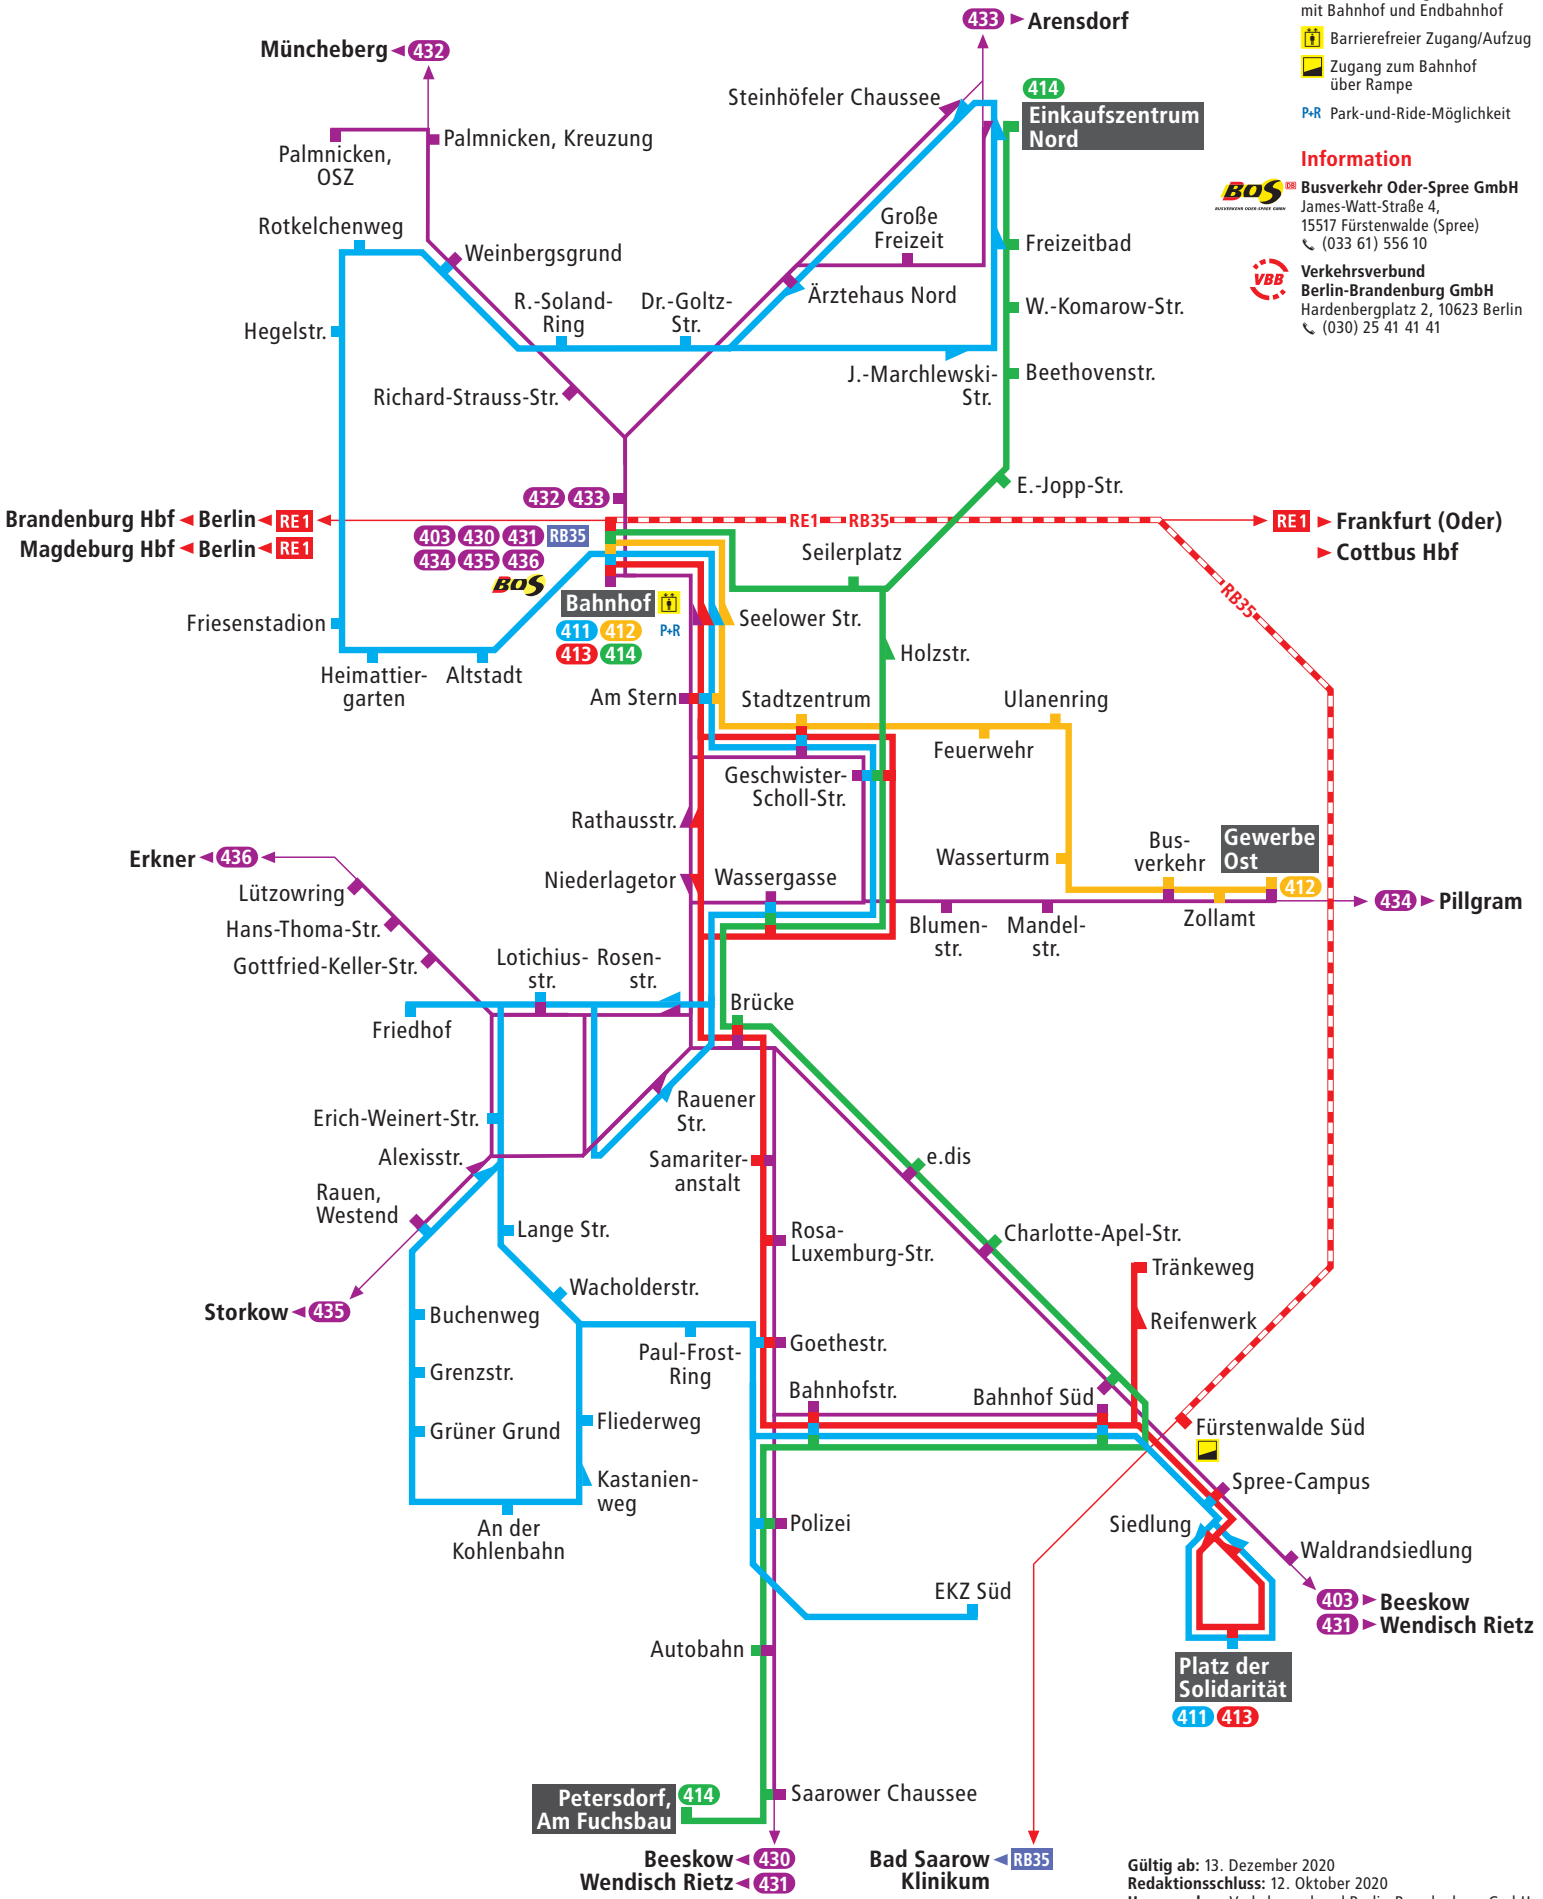 433 Arensdorf
mit Bahnhof und Endbahnhof
Müncheberg 432
Barrierefreier Zugang/Aufzug
Zugang zum Bahnhof
über Rampe
Steinhöfeler Chaussee
414
Einkaufszentrum
Nord
P+R Park-und-Ride-Möglichkeit
Palmnicken, Kreuzung
Palmnicken,
OSZ
Information
BOS DB Busverkehr Oder-Spree GmbH
BUSVERKEHR ODER-SPREE GMBH
James-Watt-Straße 4,
15517 Fürstenwalde (Spree)
(033 61) 556 10
VBB Verkehrsverbund
Berlin-Brandenburg GmbH
Hardenbergplatz 2, 10623 Berlin
(030) 25 41 41 41
Rotkelchenweg
Weinbergsgrund
Große
Freizeit
Freizeitbad
R.-Soland-
Ring
Dr.-Goltz-
Str.
Ärztehaus Nord
W.-Komarow-Str.
Hegelstr.
J.-Marchlewski-
Str.
Beethovenstr.
Richard-Strauss-Str.
E.-Jopp-Str.
432 433
Brandenburg Hbf Berlin RE1
Magdeburg Hbf Berlin RE1
RE1 RB35
RE1 Frankfurt (Oder)
Cottbus Hbf
403 430 431 RB35
434 435 436
BOS
Seilerplatz
RB35
Bahnhof
411 412 P+R
413 414
Seelower Str.
Friesenstadion
Holzstr.
Heimattier-
garten
Altstadt
Am Stern
Stadtzentrum
Ulanenring
Feuerwehr
Geschwister-
Scholl-Str.
Rathausstr.
Wasserturm
Bus-
verkehr
Gewerbe
Ost
412
Erkner 436
Lützowring
Niederlagetor
Wassergasse
434 Pillgram
Hans-Thoma-Str.
Blumen-
str.
Mandel-
str.
Zollamt
Gottfried-Keller-Str.
Lotichius-
str.
Rosen-
str.
Brücke
Friedhof
Rauener
Str.
Erich-Weinert-Str.
Alexisstr.
Samariter-
anstalt
e.dis
Rauen,
Westend
Lange Str.
Rosa-
Luxemburg-Str.
Charlotte-Apel-Str.
Tränkeweg
Wacholderstr.
Storkow 435
Buchenweg
Reifenwerk
Paul-Frost-
Ring
Goethestr.
Grenzstr.
Bahnhofstr.
Bahnhof Süd
Grüner Grund
Fliederweg
Fürstenwalde Süd
Kastanien-
weg
Spree-Campus
An der
Kohlenbahn
Polizei
Siedlung
Waldrandsiedlung
EKZ Süd
403 Beeskow
431 Wendisch Rietz
Autobahn
Platz der
Solidarität
411 413
Petersdorf,
Am Fuchsbau
414
Saarower Chaussee
Beeskow 430
Wendisch Rietz 431
Bad Saarow
Klinikum
RB35
Gültig ab: 13. Dezember 2020
Redaktionsschluss: 12. Oktober 2020